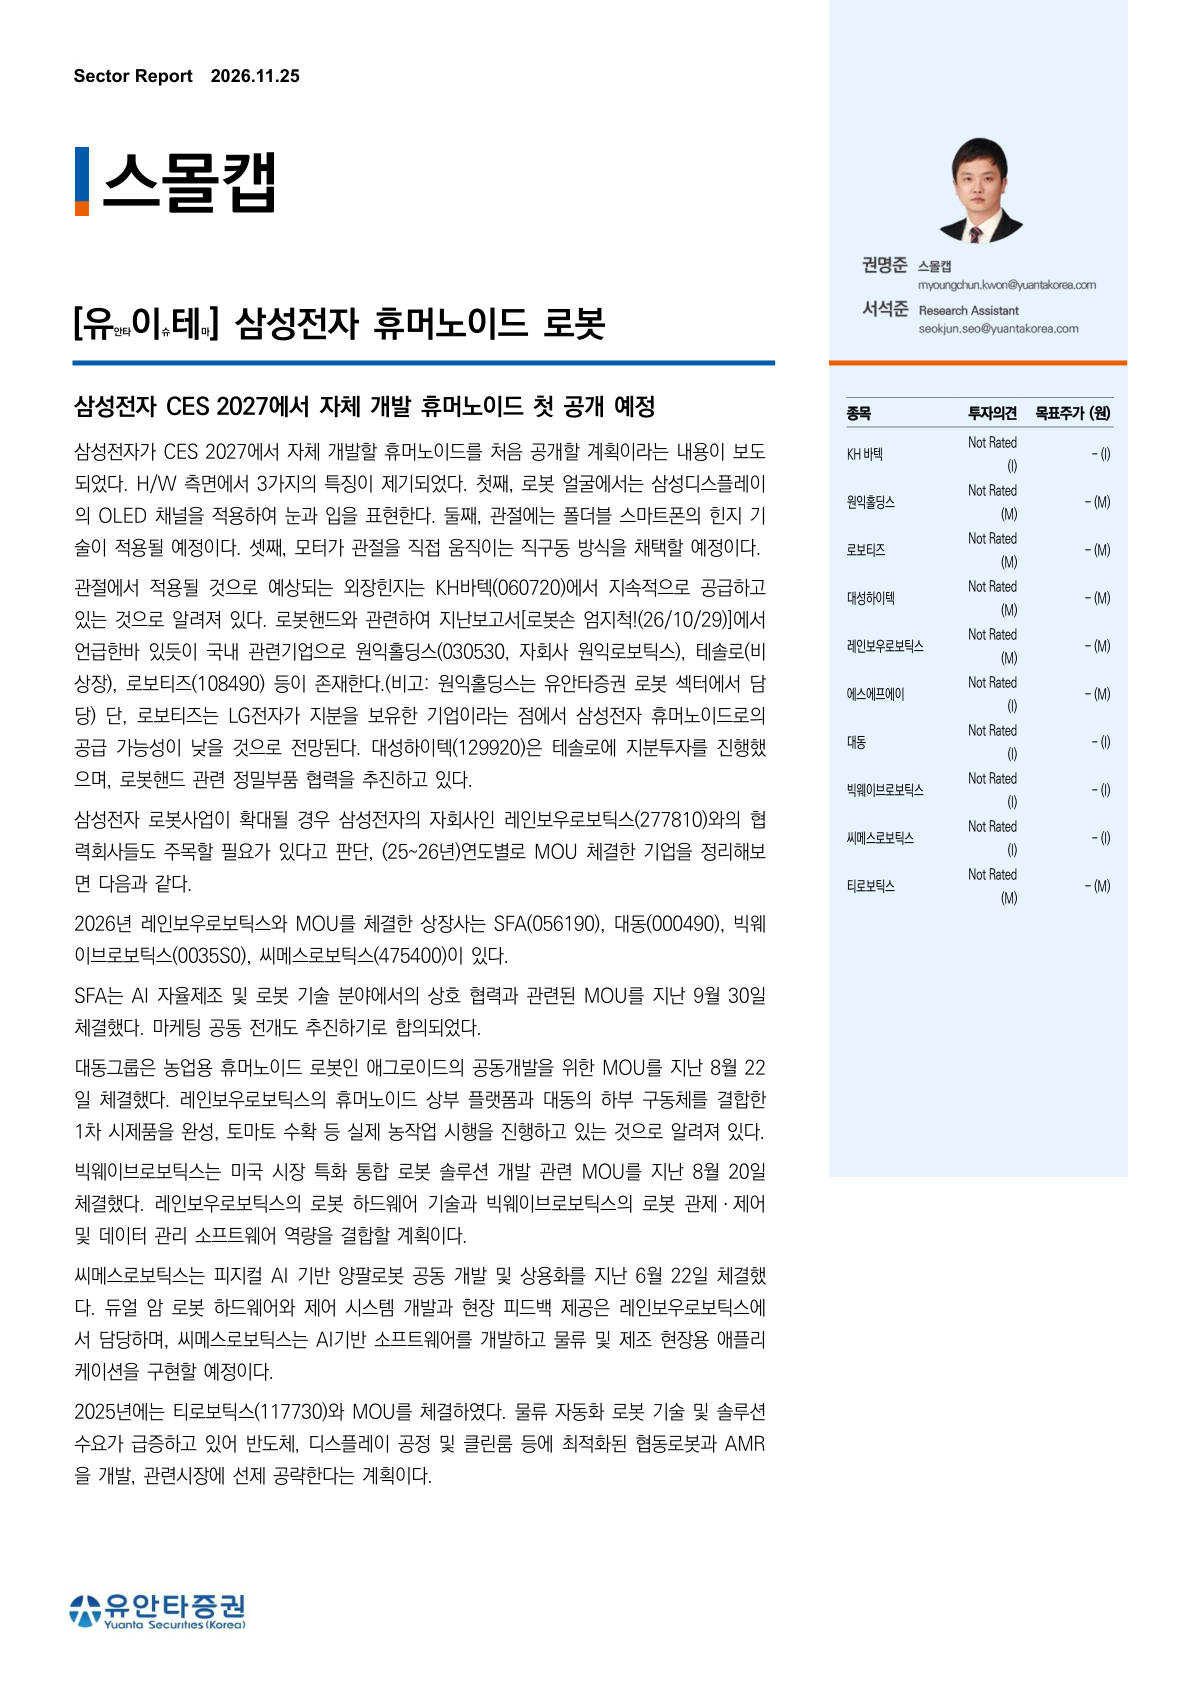 Sector Report 2026.11.25
스몰캡
권명준 스몰캡
myoungchun.kwon@yuantakorea.com
서석준 Research Assistant
seokjun.seo@yuantakorea.com
[유안타이슈테마] 삼성전자 휴머노이드 로봇
삼성전자 CES 2027에서 자체 개발 휴머노이드 첫 공개 예정
삼성전자가 CES 2027에서 자체 개발할 휴머노이드를 처음 공개할 계획이라는 내용이 보도
되었다. H/W 측면에서 3가지의 특징이 제기되었다. 첫째, 로봇 얼굴에서는 삼성디스플레이
의 OLED 채널을 적용하여 눈과 입을 표현한다. 둘째, 관절에는 폴더블 스마트폰의 힌지 기
술이 적용될 예정이다. 셋째, 모터가 관절을 직접 움직이는 직구동 방식을 채택할 예정이다.
관절에서 적용될 것으로 예상되는 외장힌지는 KH바텍(060720)에서 지속적으로 공급하고
있는 것으로 알려져 있다. 로봇핸드와 관련하여 지난보고서[로봇손 엄지척!(26/10/29)]에서
언급한바 있듯이 국내 관련기업으로 원익홀딩스(030530, 자회사 원익로보틱스), 테솔로(비
상장), 로보티즈(108490) 등이 존재한다.(비고: 원익홀딩스는 유안타증권 로봇 섹터에서 담
당) 단, 로보티즈는 LG전자가 지분을 보유한 기업이라는 점에서 삼성전자 휴머노이드로의
공급 가능성이 낮을 것으로 전망된다. 대성하이텍(129920)은 테솔로에 지분투자를 진행했
으며, 로봇핸드 관련 정밀부품 협력을 추진하고 있다.
삼성전자 로봇사업이 확대될 경우 삼성전자의 자회사인 레인보우로보틱스(277810)와의 협
력회사들도 주목할 필요가 있다고 판단, (25~26년)연도별로 MOU 체결한 기업을 정리해보
면 다음과 같다.
2026년 레인보우로보틱스와 MOU를 체결한 상장사는 SFA(056190), 대동(000490), 빅웨
이브로보틱스(0035S0), 씨메스로보틱스(475400)이 있다.
SFA는 AI 자율제조 및 로봇 기술 분야에서의 상호 협력과 관련된 MOU를 지난 9월 30일
체결했다. 마케팅 공동 전개도 추진하기로 합의되었다.
대동그룹은 농업용 휴머노이드 로봇인 애그로이드의 공동개발을 위한 MOU를 지난 8월 22
일 체결했다. 레인보우로보틱스의 휴머노이드 상부 플랫폼과 대동의 하부 구동체를 결합한
1차 시제품을 완성, 토마토 수확 등 실제 농작업 시행을 진행하고 있는 것으로 알려져 있다.
빅웨이브로보틱스는 미국 시장 특화 통합 로봇 솔루션 개발 관련 MOU를 지난 8월 20일
체결했다. 레인보우로보틱스의 로봇 하드웨어 기술과 빅웨이브로보틱스의 로봇 관제·제어
및 데이터 관리 소프트웨어 역량을 결합할 계획이다.
씨메스로보틱스는 피지컬 AI 기반 양팔로봇 공동 개발 및 상용화를 지난 6월 22일 체결했
다. 듀얼 암 로봇 하드웨어와 제어 시스템 개발과 현장 피드백 제공은 레인보우로보틱스에
서 담당하며, 씨메스로보틱스는 AI기반 소프트웨어를 개발하고 물류 및 제조 현장용 애플리
케이션을 구현할 예정이다.
2025년에는 티로보틱스(117730)와 MOU를 체결하였다. 물류 자동화 로봇 기술 및 솔루션
수요가 급증하고 있어 반도체, 디스플레이 공정 및 클린룸 등에 최적화된 협동로봇과 AMR
을 개발, 관련시장에 선제 공략한다는 계획이다.
종목 투자의견 목표주가 (원)
KH 바텍 Not Rated (I) - (I)
원익홀딩스 Not Rated (M) - (M)
로보티즈 Not Rated (M) - (M)
대성하이텍 Not Rated (M) - (M)
레인보우로보틱스 Not Rated (M) - (M)
에스에프에이 Not Rated (I) - (M)
대동 Not Rated (I) - (I)
빅웨이브로보틱스 Not Rated (I) - (I)
씨메스로보틱스 Not Rated (I) - (I)
티로보틱스 Not Rated (M) - (M)
유안타증권
Yuanta Securities (Korea)